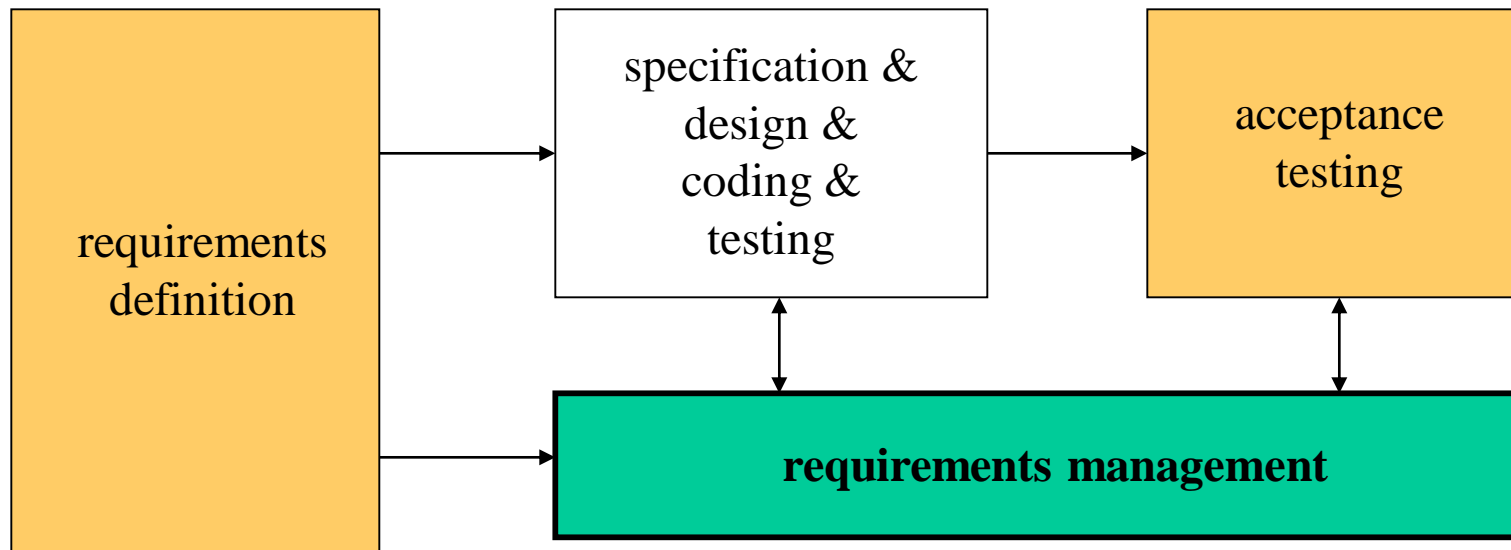 requirements
definition
specification &
design &
coding &
testing
acceptance
testing
requirements management